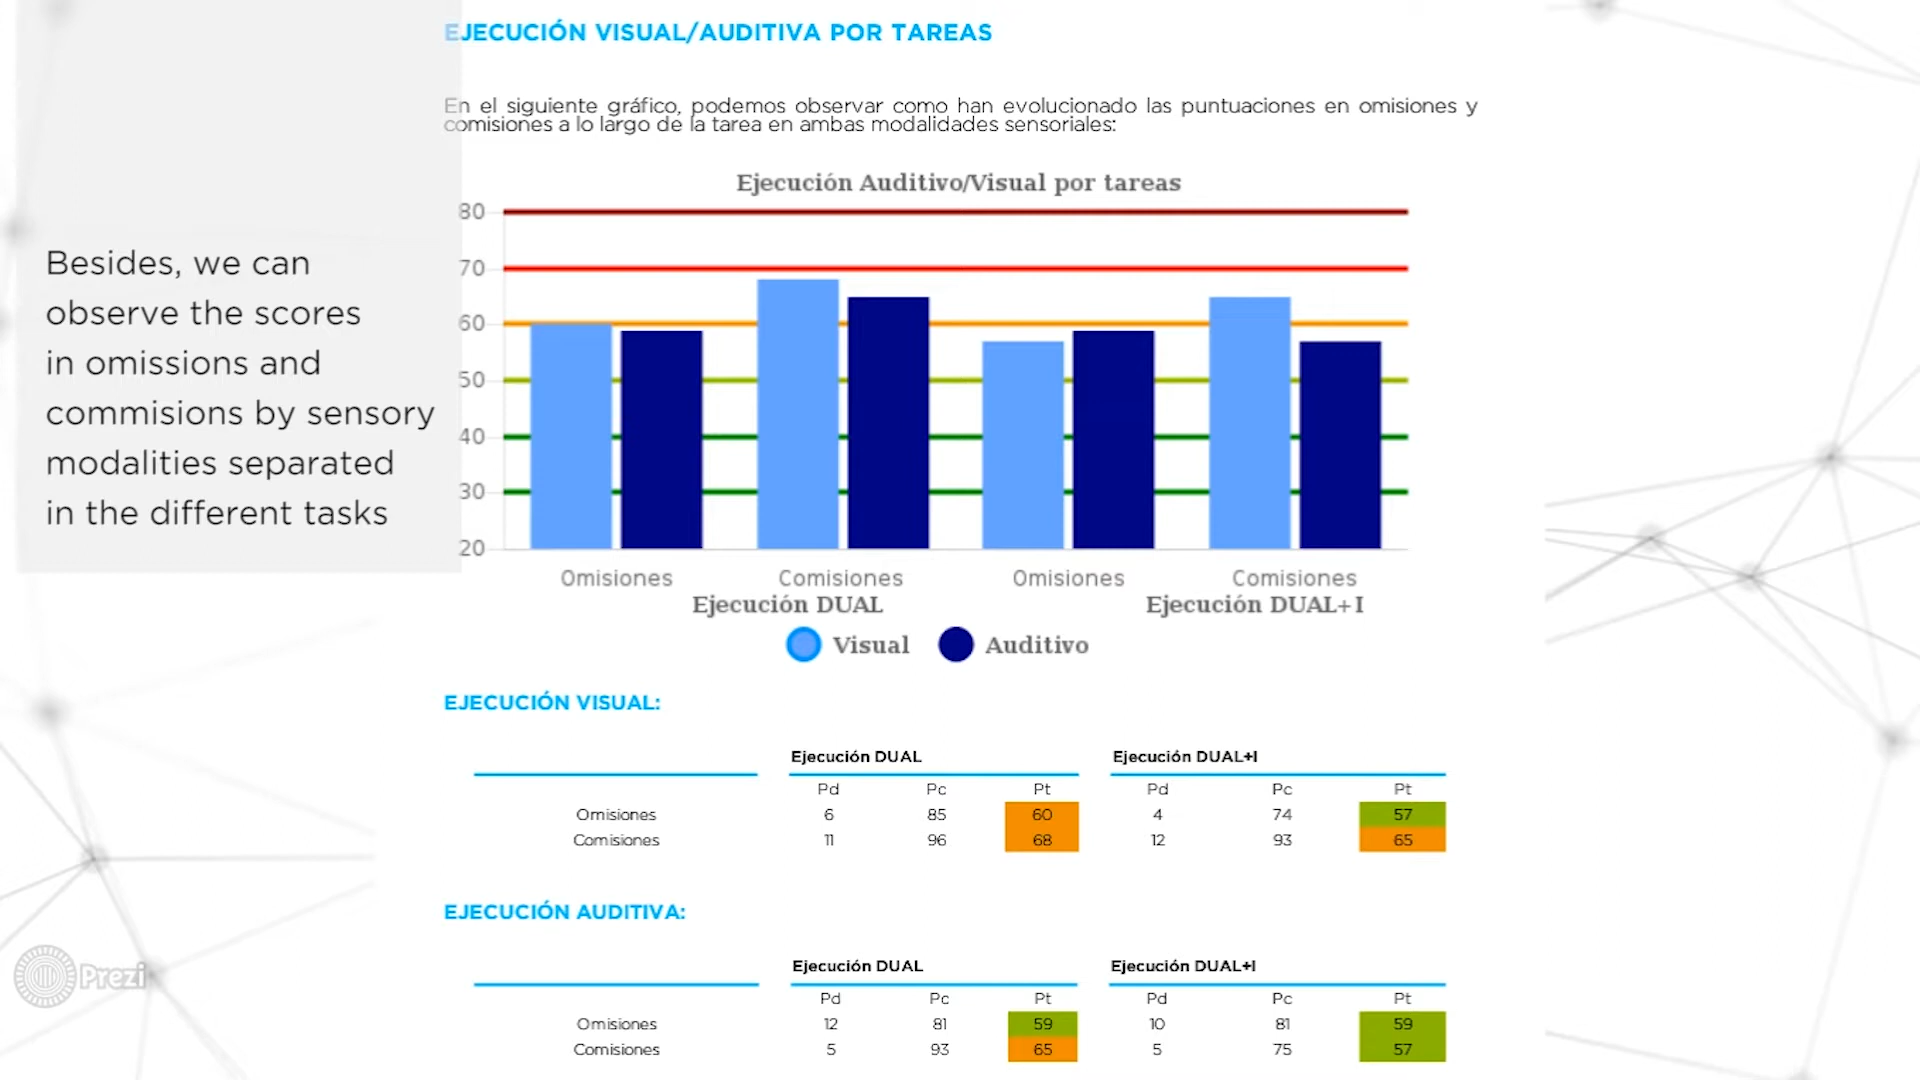 EJECUCIÓN VISUAL/AUDITIVA POR TAREAS
En el siguiente gráfico, podemos observar como han evolucionado las puntuaciones en omisiones y
comisiones a lo largo de la tarea en ambas modalidades sensoriales:
Besides, we can
observe the scores
in omissions and
commisions by sensory
modalities separated
in the different tasks
Ejecución Auditivo/Visual por tareas
80
70
60
50
40
30
20
Omisiones Comisiones Omisiones Comisiones
Ejecución DUAL Ejecución DUAL+I
Visual Auditivo
EJECUCIÓN VISUAL:
Ejecución DUAL Ejecución DUAL+I
Pd Pc Pt Pd Pc Pt
Omisiones 6 85 60 4 74 57
Comisiones 11 96 68 12 93 65
EJECUCIÓN AUDITIVA:
Ejecución DUAL Ejecución DUAL+I
Pd Pc Pt Pd Pc Pt
Omisiones 12 81 59 10 81 59
Comisiones 5 93 65 5 75 57
Prezi